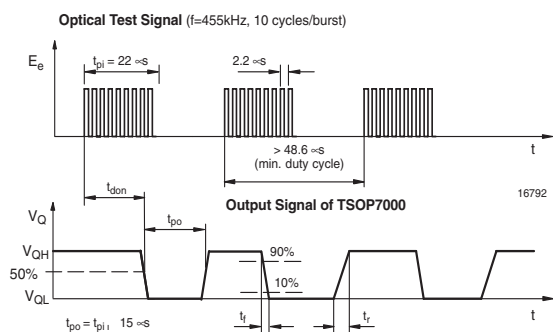 Optical Test Signal (f=455kHz, 10 cycles/burst)
Ee
tpi = 22 ∝s
2.2 ∝s
> 48.6 ∝s
(min. duty cycle)
t
16792
tdon
tpo
Output Signal of TSOP7000
VQ
VQH
50%
VQL
90%
10%
tf
tr
t
tpo = tpi ı 15 ∝s